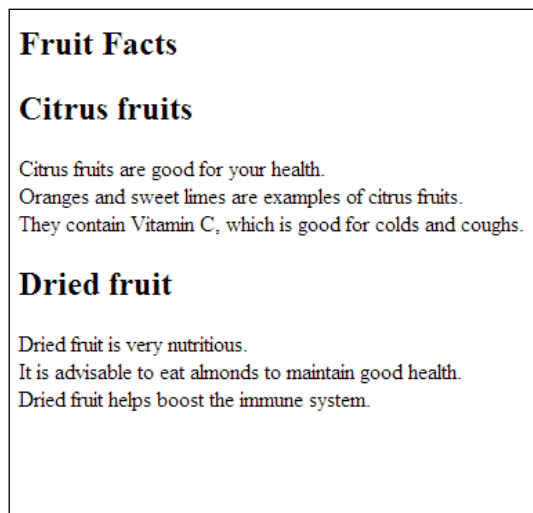 Fruit Facts
Citrus fruits
Citrus fruits are good for your health.
Oranges and sweet limes are examples of citrus fruits.
They contain Vitamin C, which is good for colds and coughs.
Dried fruit
Dried fruit is very nutritious.
It is advisable to eat almonds to maintain good health.
Dried fruit helps boost the immune system.